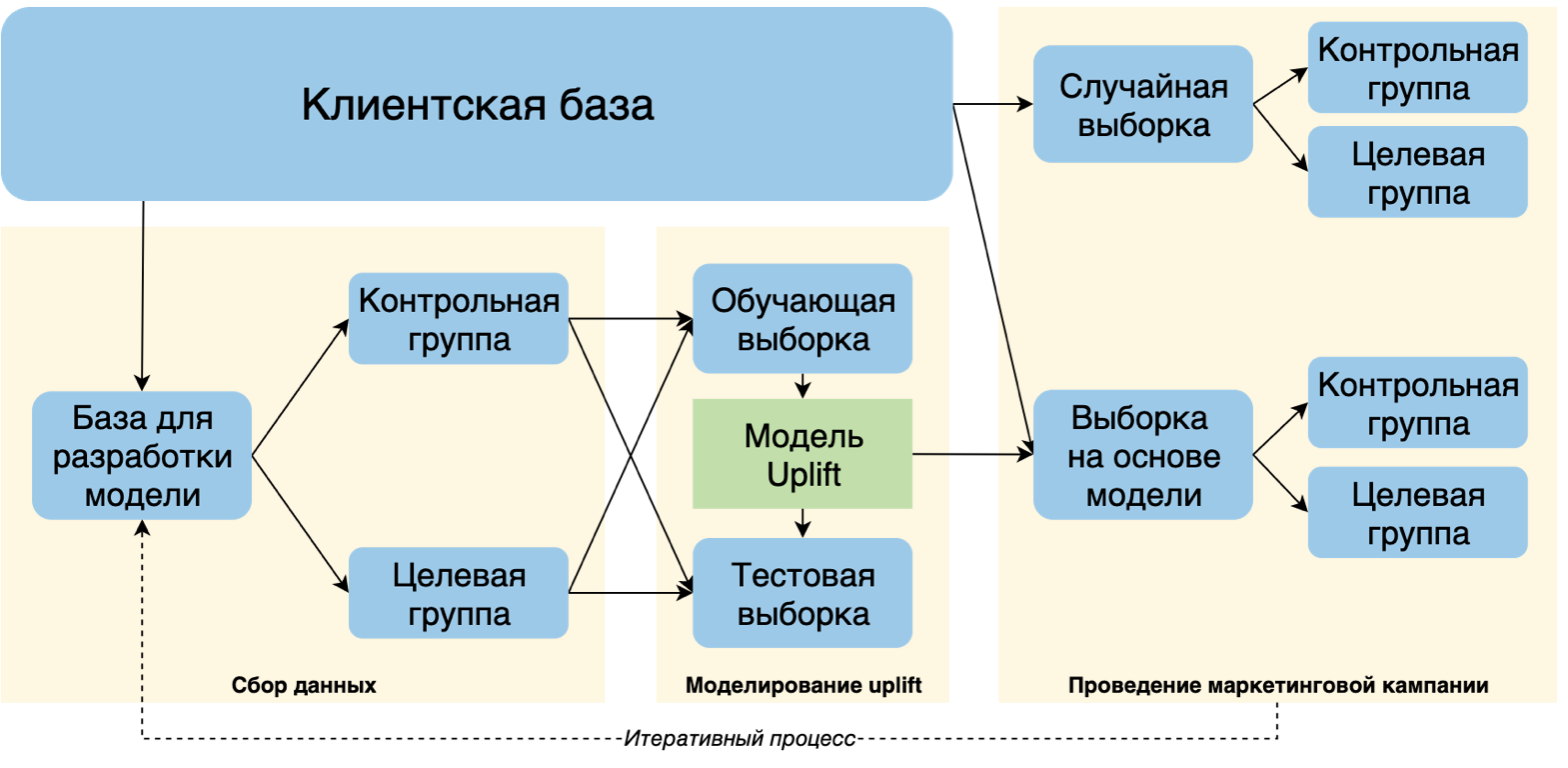 Клиентская база
Случайная
выборка
Контрольная
группа
Целевая
группа
База для
разработки
модели
Контрольная
группа
Целевая
группа
Сбор данных
Обучающая
выборка
Модель
Uplift
Тестовая
выборка
Моделирование uplift
Выборка
на основе
модели
Контрольная
группа
Целевая
группа
Проведение маркетинговой кампании
Итеративный процесс